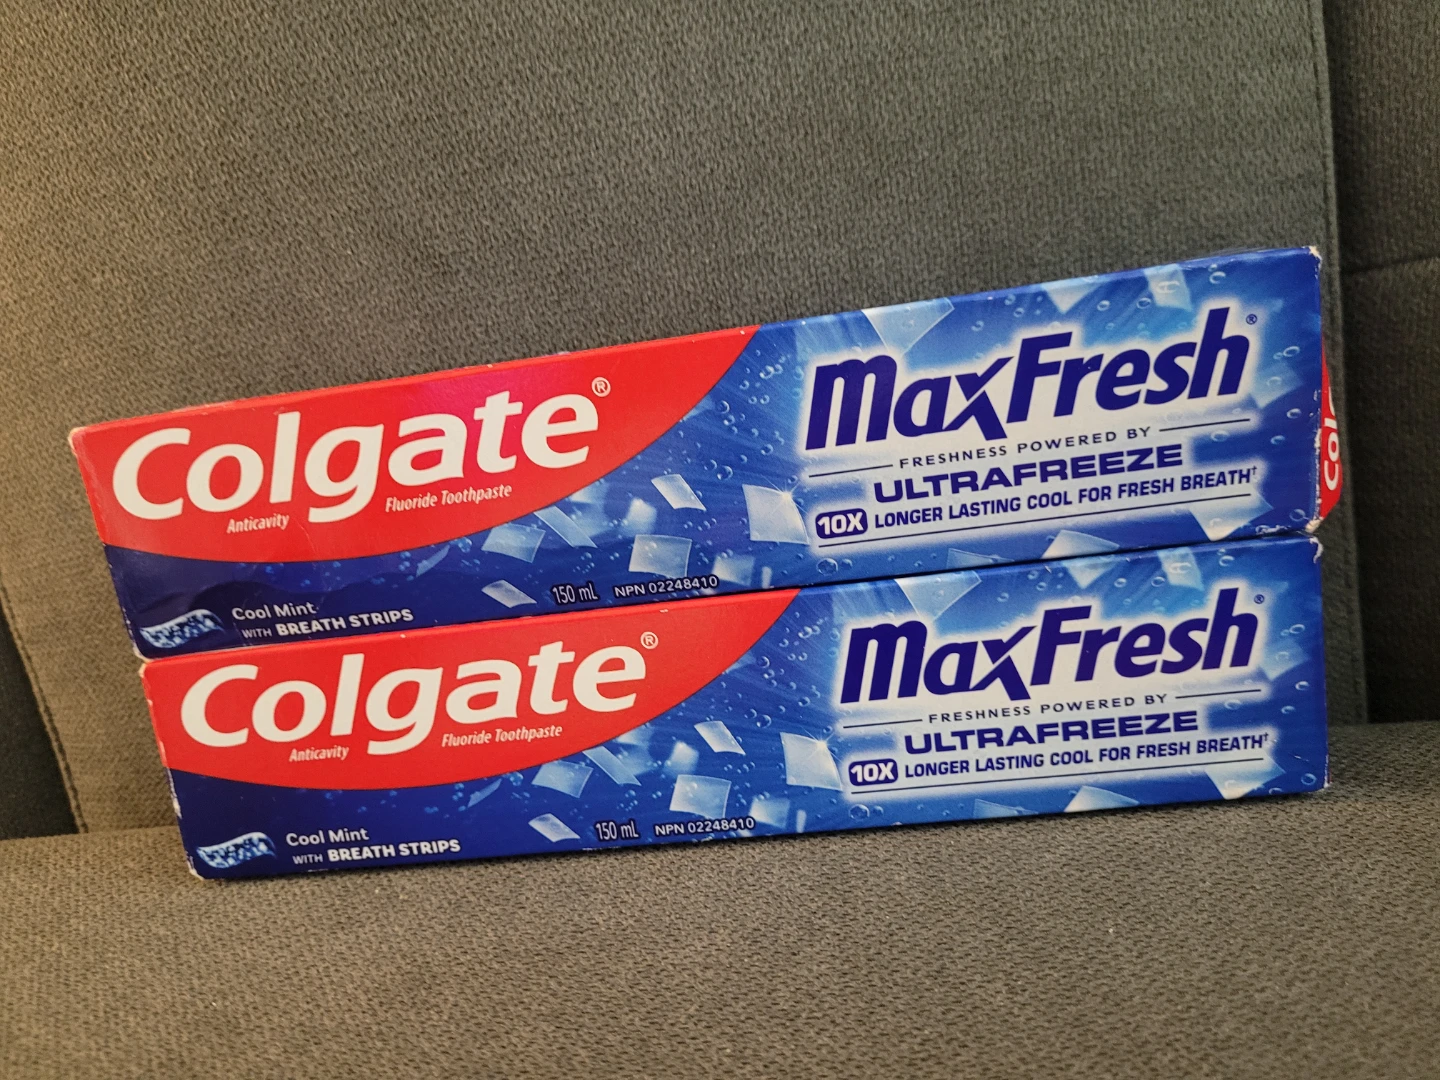 Colgate®
Anticavity Fluoride Toothpaste
MaxFresh®
FRESHNESS POWERED BY
ULTRAFREEZE
10X LONGER LASTING COOL FOR FRESH BREATH†
Cool Mint
WITH BREATH STRIPS
150 mL NPN 02248410
Col
Colgate®
Anticavity Fluoride Toothpaste
MaxFresh®
FRESHNESS POWERED BY
ULTRAFREEZE
10X LONGER LASTING COOL FOR FRESH BREATH†
Cool Mint
WITH BREATH STRIPS
150 mL NPN 02248410